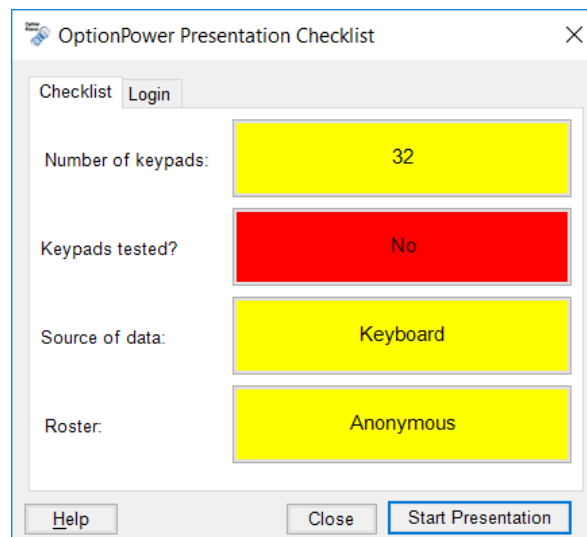 OptionPower Presentation Checklist
Checklist Login
Number of keypads: 32
Keypads tested? No
Source of data: Keyboard
Roster: Anonymous
Help Close Start Presentation